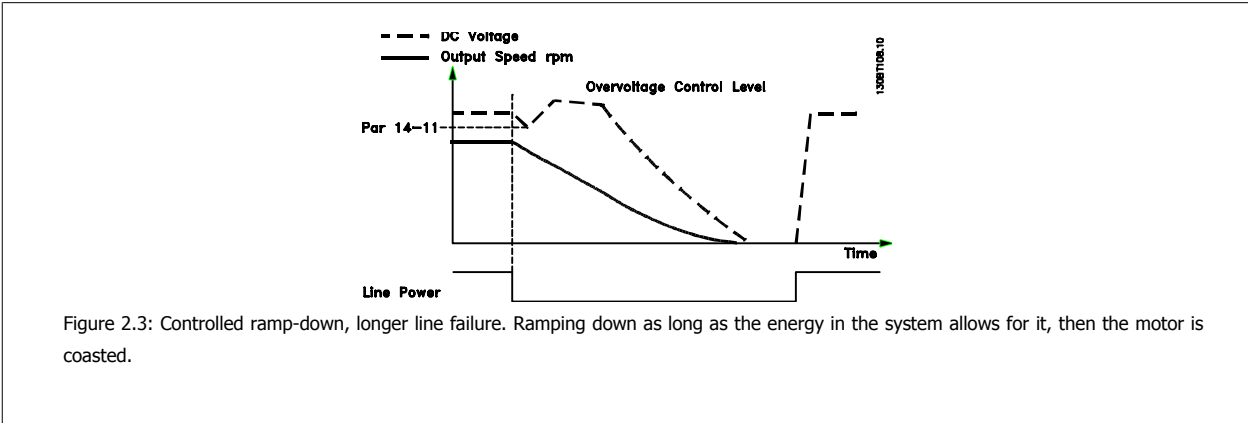 DC Voltage
Output Speed rpm
130BT108.10
Overvoltage Control Level
Par 14-11
Time
Line Power
Figure 2.3: Controlled ramp-down, longer line failure. Ramping down as long as the energy in the system allows for it, then the motor is
coasted.